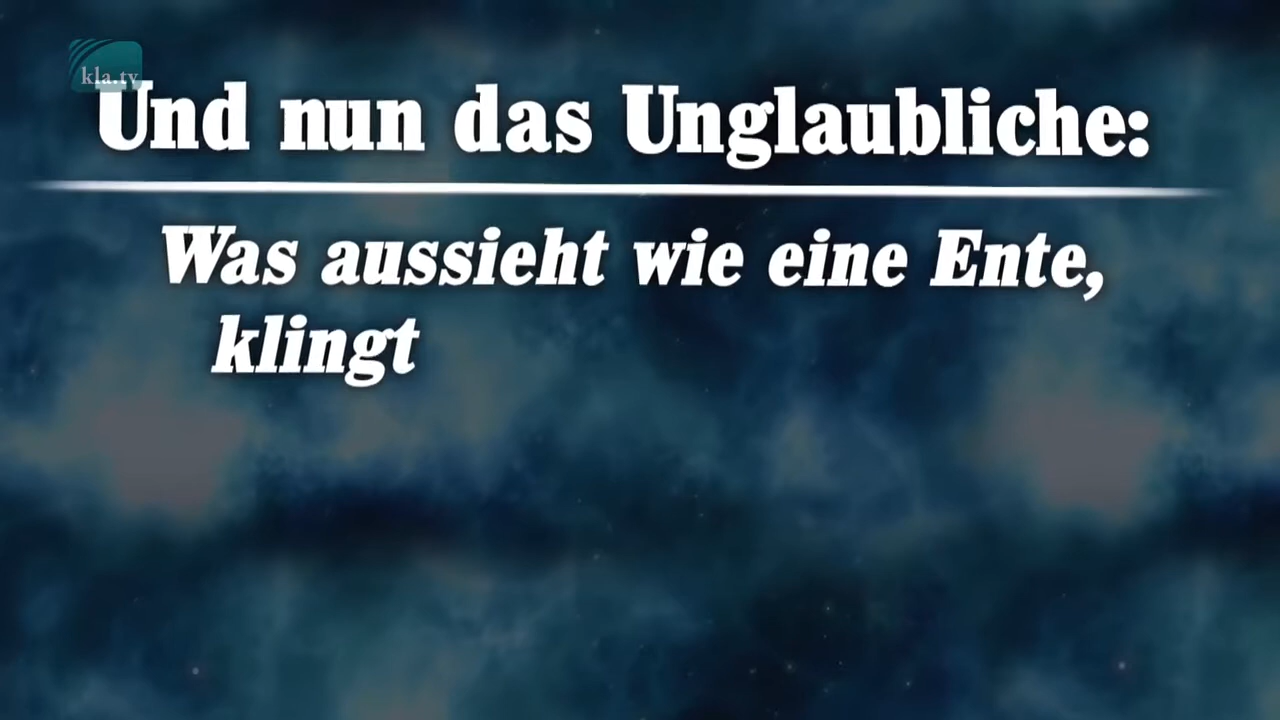 kla.tv
Und nun das Unglaubliche:
Was aussieht wie eine Ente,
klingt